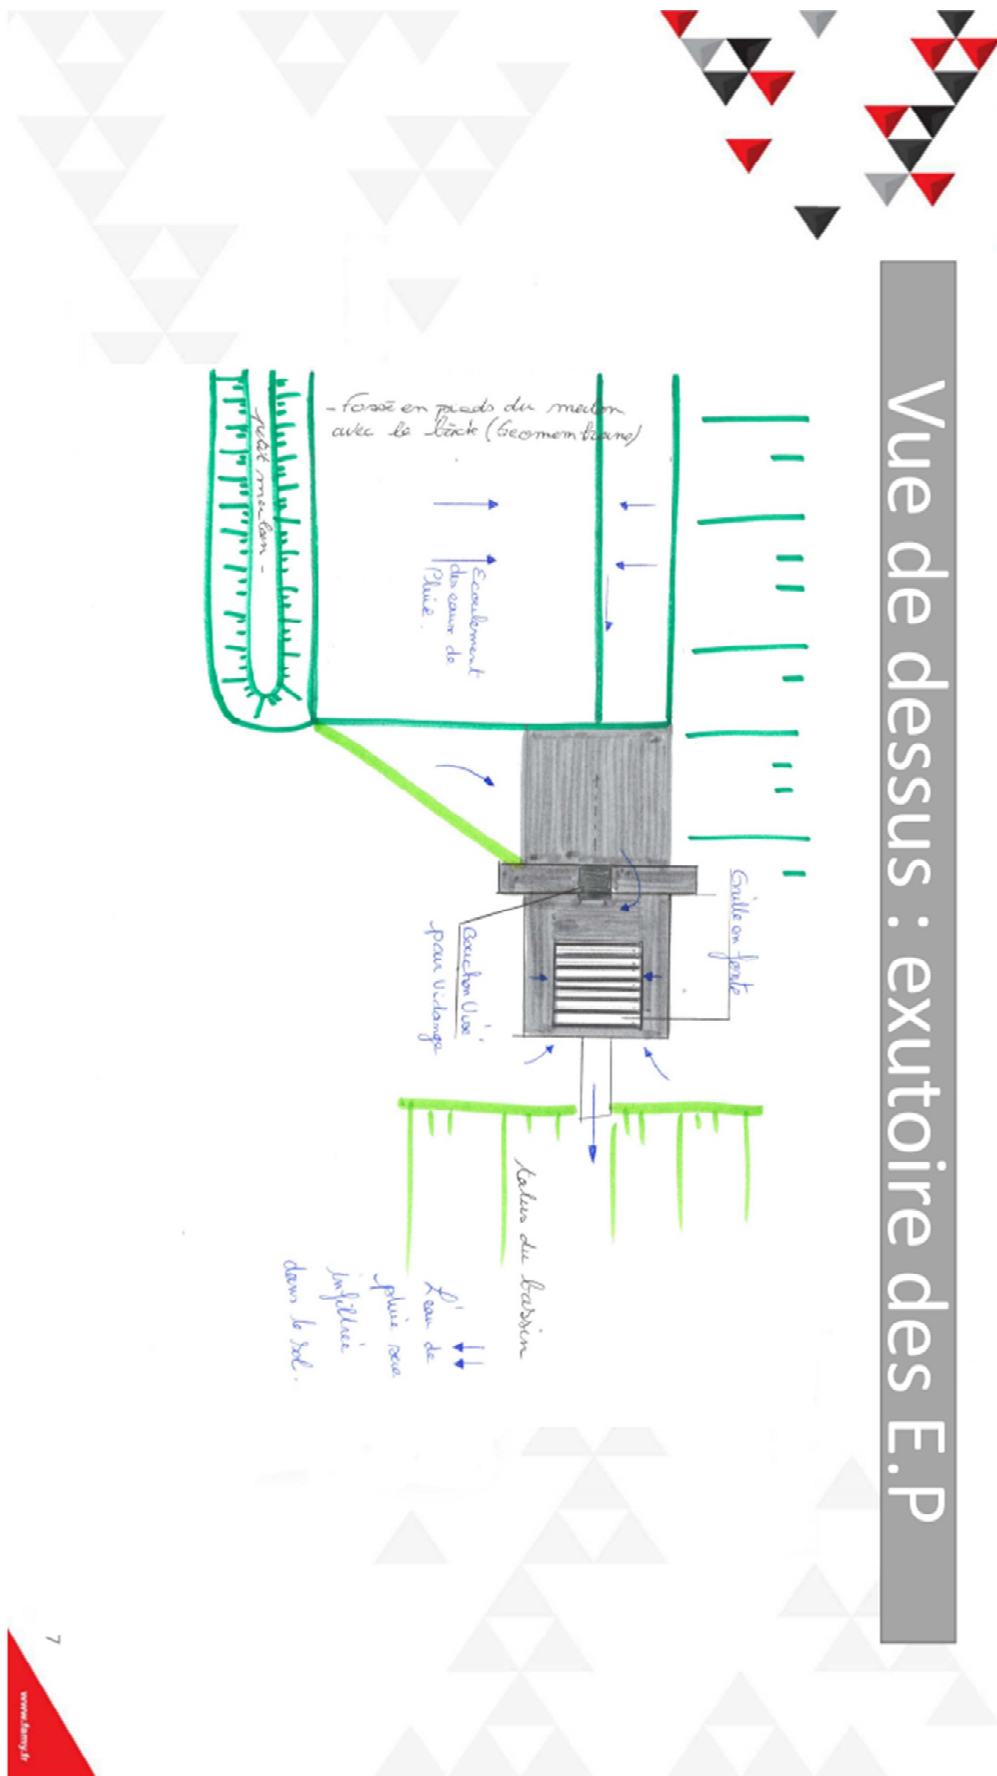 Vue de dessus : exutoire des E.P
- Fossé en pieds du merlon
avec la bâche (Géomembrane)
petit merlon -
Ecoulement
des eaux de
Pluie.
Grille en fonte
Bouchon Vissé
pour Vidange
talus du bassin
L'eau de
pluie sera
infiltrée
dans le sol.
7
www.famy.fr